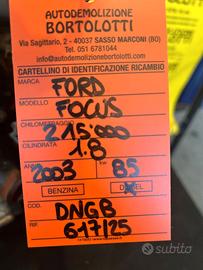 AUTODEMOLIZIONE
BORTOLOTTI
Via Sagittario, 2 - 40037 SASSO MARCONI (BO)
Tel. 051 6781044
info@autodemolizionebortolotti.com
CARTELLINO DI IDENTIFICAZIONE RICAMBIO
MARCA
FORD
MODELLO
FOCUS
CHILOMETRAGGIO
215'000
CILINDRATA
1.8
ANNO
2003
kW
85
BENZINA
DIESEL
COD.
DNGB
RIF.
617/25
subito